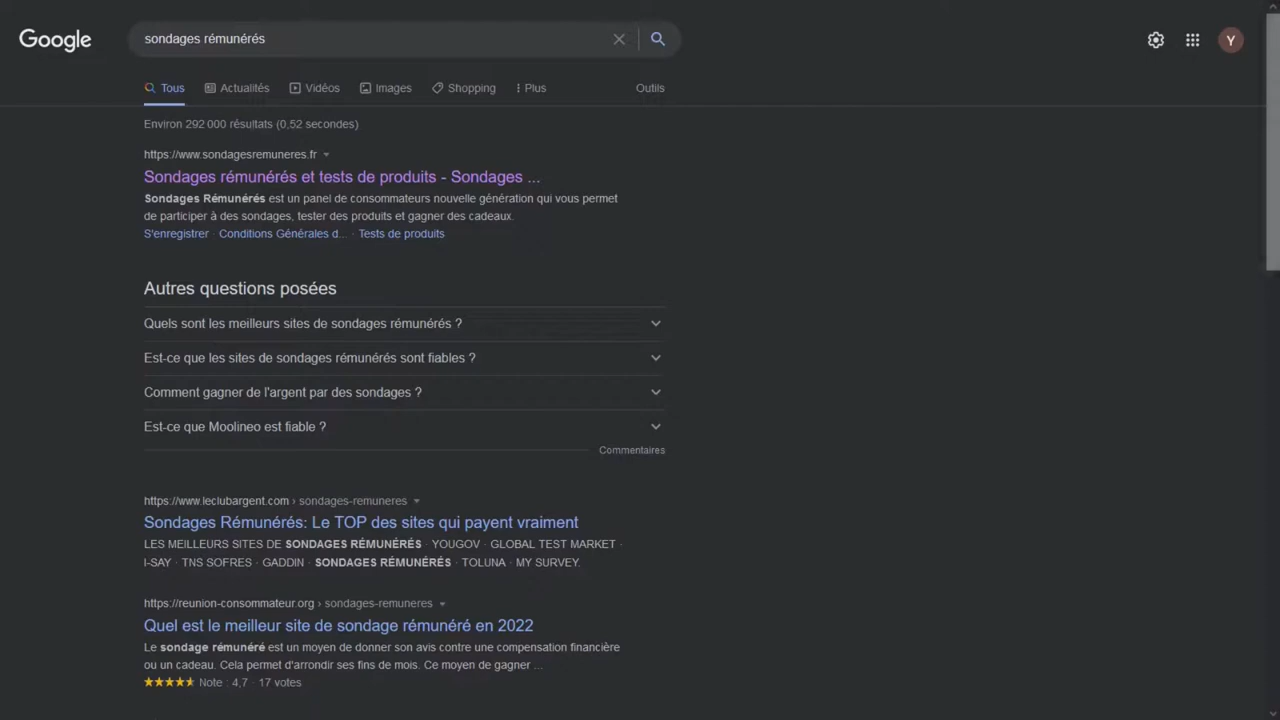 Google
sondages rémunérés
Y
Tous
Actualités
Vidéos
Images
Shopping
Plus
Outils
Environ 292 000 résultats (0,52 secondes)
https://www.sondagesremuneres.fr
Sondages rémunérés et tests de produits - Sondages ...
Sondages Rémunérés est un panel de consommateurs nouvelle génération qui vous permet
de participer à des sondages, tester des produits et gagner des cadeaux.
S'enregistrer · Conditions Générales d... · Tests de produits
Autres questions posées
Quels sont les meilleurs sites de sondages rémunérés ?
Est-ce que les sites de sondages rémunérés sont fiables ?
Comment gagner de l'argent par des sondages ?
Est-ce que Moolineo est fiable ?
Commentaires
https://www.leclubargent.com › sondages-remuneres
Sondages Rémunérés: Le TOP des sites qui payent vraiment
LES MEILLEURS SITES DE SONDAGES RÉMUNÉRÉS · YOUGOV · GLOBAL TEST MARKET ·
I-SAY · TNS SOFRES · GADDIN · SONDAGES RÉMUNÉRÉS · TOLUNA · MY SURVEY.
https://reunion-consommateur.org › sondages-remuneres
Quel est le meilleur site de sondage rémunéré en 2022
Le sondage rémunéré est un moyen de donner son avis contre une compensation financière
ou un cadeau. Cela permet d'arrondir ses fins de mois. Ce moyen de gagner ...
Note : 4,7 · 17 votes